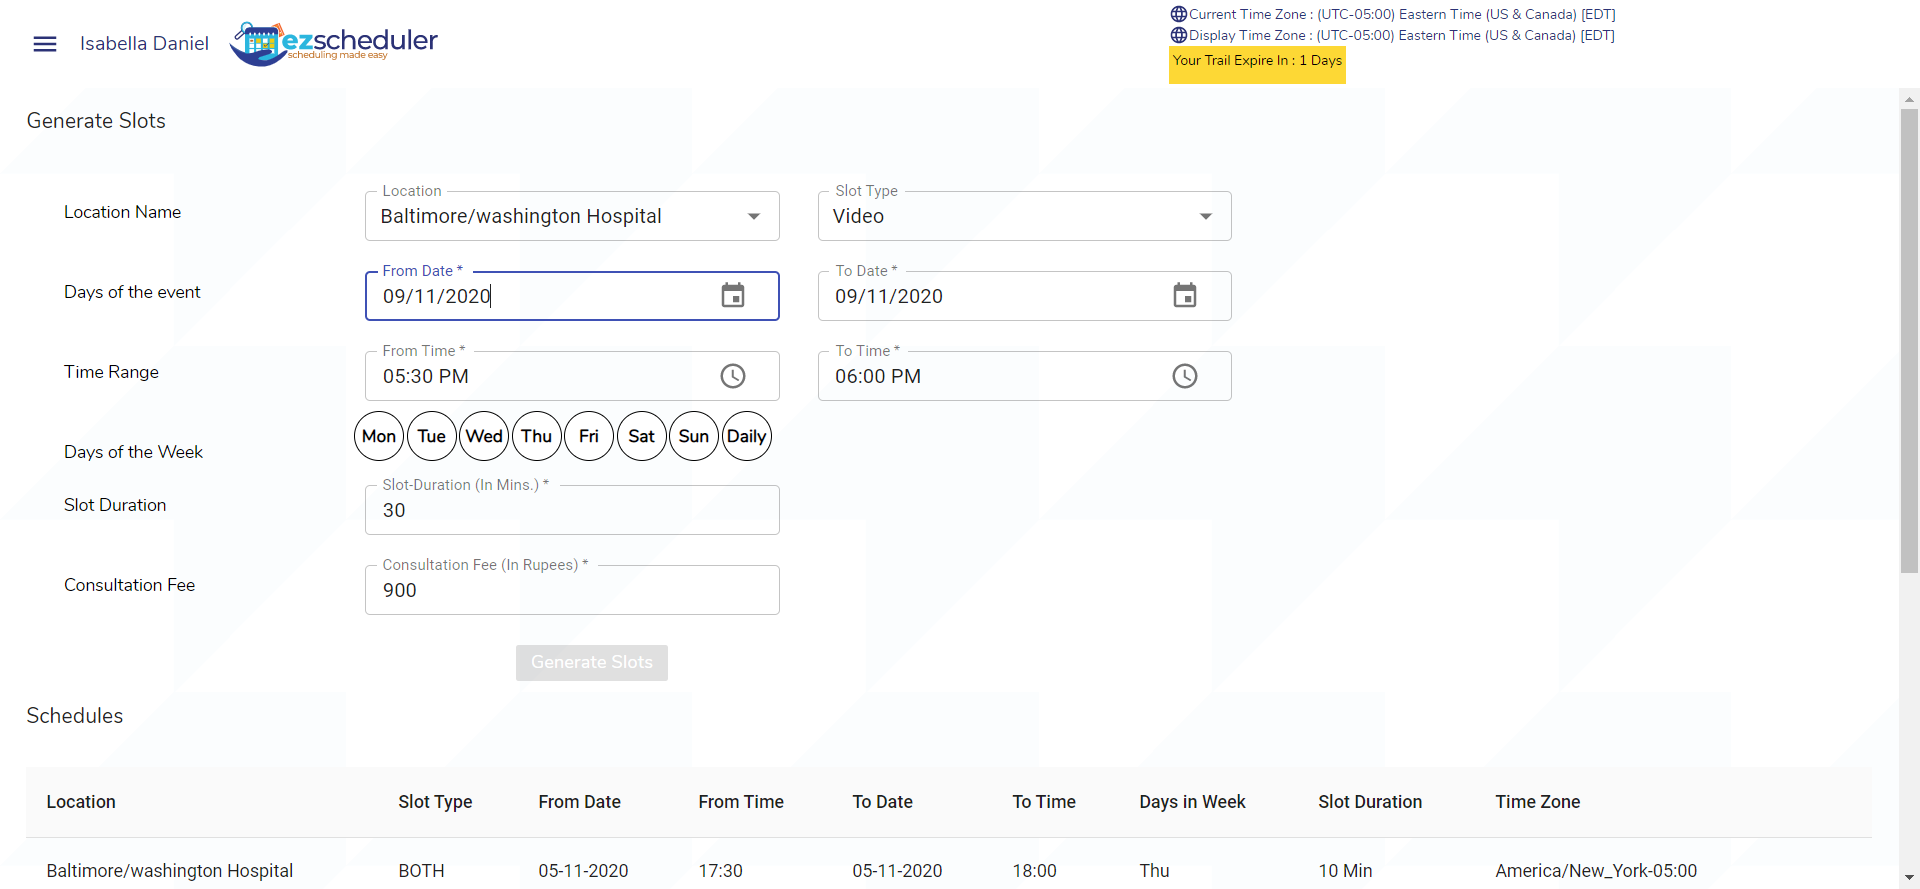 Isabella Daniel
ezscheduler
scheduling made easy
Current Time Zone : (UTC-05:00) Eastern Time (US & Canada) [EDT]
Display Time Zone : (UTC-05:00) Eastern Time (US & Canada) [EDT]
Your Trail Expire In : 1 Days
Generate Slots
Location Name
Location
Baltimore/washington Hospital
Slot Type
Video
Days of the event
From Date *
09/11/2020
To Date *
09/11/2020
Time Range
From Time *
05:30 PM
To Time *
06:00 PM
Days of the Week
Mon Tue Wed Thu Fri Sat Sun Daily
Slot Duration
Slot-Duration (In Mins.) *
30
Consultation Fee
Consultation Fee (In Rupees) *
900
Generate Slots
Schedules
Location Slot Type From Date From Time To Date To Time Days in Week Slot Duration Time Zone
Baltimore/washington Hospital BOTH 05-11-2020 17:30 05-11-2020 18:00 Thu 10 Min America/New_York-05:00